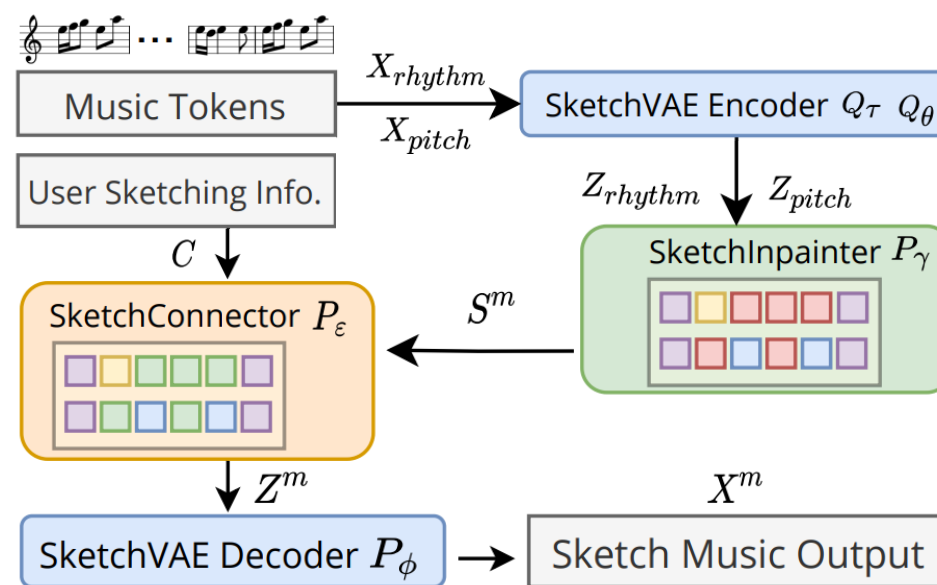 Music Tokens
X_rhythm
X_pitch
SketchVAE Encoder Q_τ Q_θ
User Sketching Info.
Z_rhythm
Z_pitch
C
SketchInpainter P_γ
SketchConnector P_ε
S^m
Z^m
X^m
SketchVAE Decoder P_ϕ
Sketch Music Output